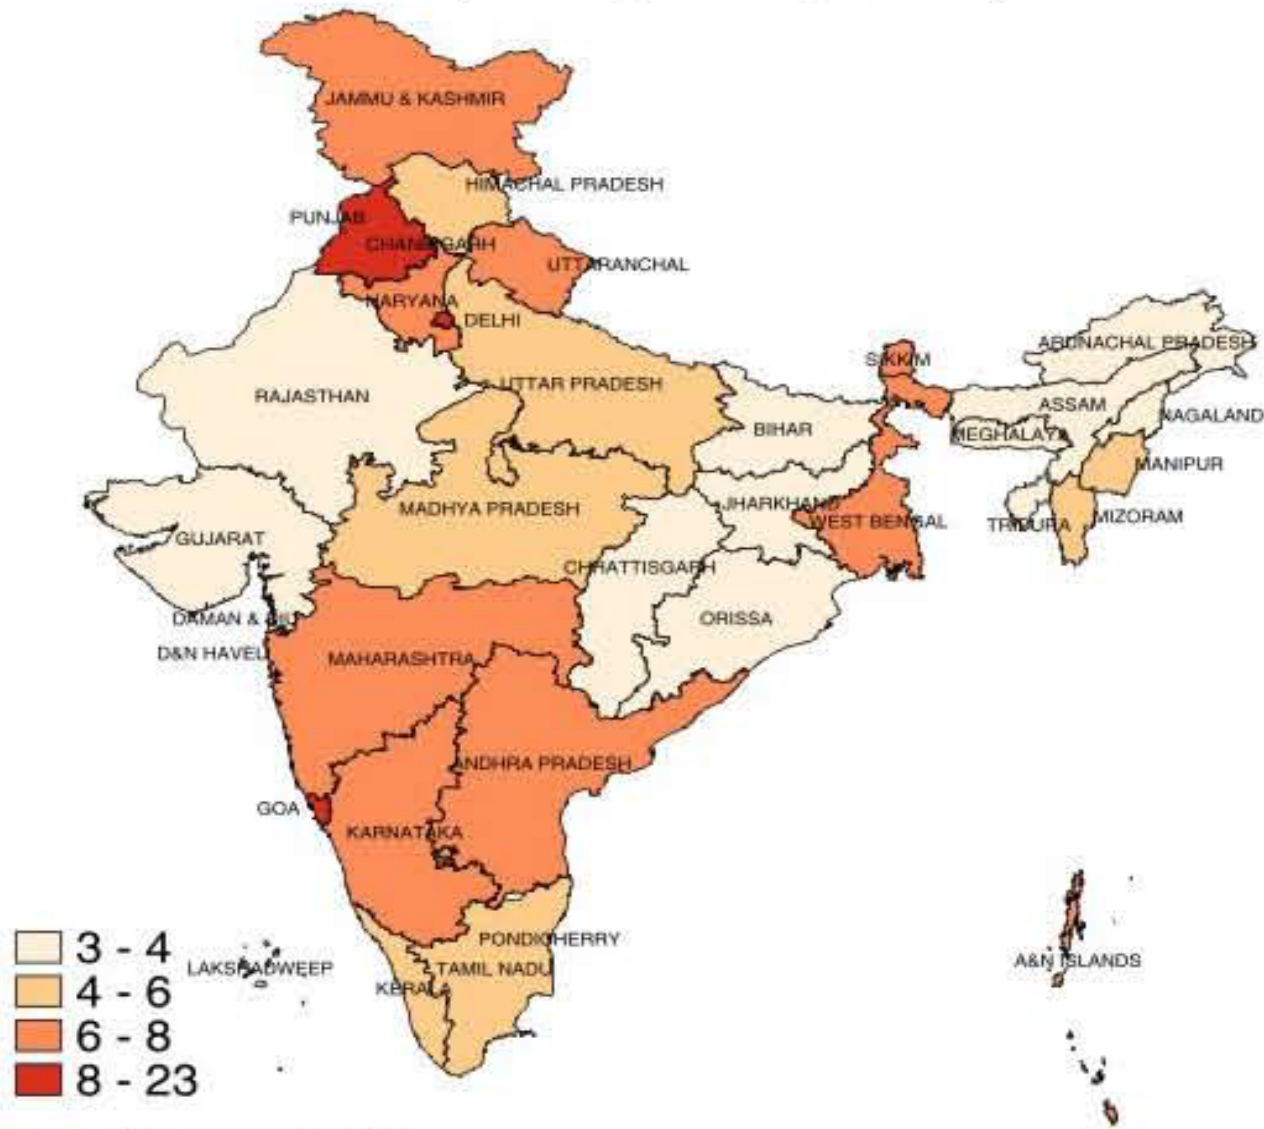 JAMMU & KASHMIR
HIMACHAL PRADESH
PUNJAB
CHANDIGARH
UTTARANCHAL
HARYANA
DELHI
ARUNACHAL PRADESH
SIKKIM
UTTAR PRADESH
RAJASTHAN
ASSAM
NAGALAND
BIHAR
MEGHALAYA
MANIPUR
JHARKHAND
MADHYA PRADESH
WEST BENGAL
TRIPURA
MIZORAM
GUJARAT
CHHATTISGARH
DAMAN & DIU
ORISSA
D&N HAVELI
MAHARASHTRA
ANDHRA PRADESH
GOA
KARNATAKA
PONDICHERRY
LAKSHADWEEP
TAMIL NADU
KERALA
A&N ISLANDS
3 - 4
4 - 6
6 - 8
8 - 23